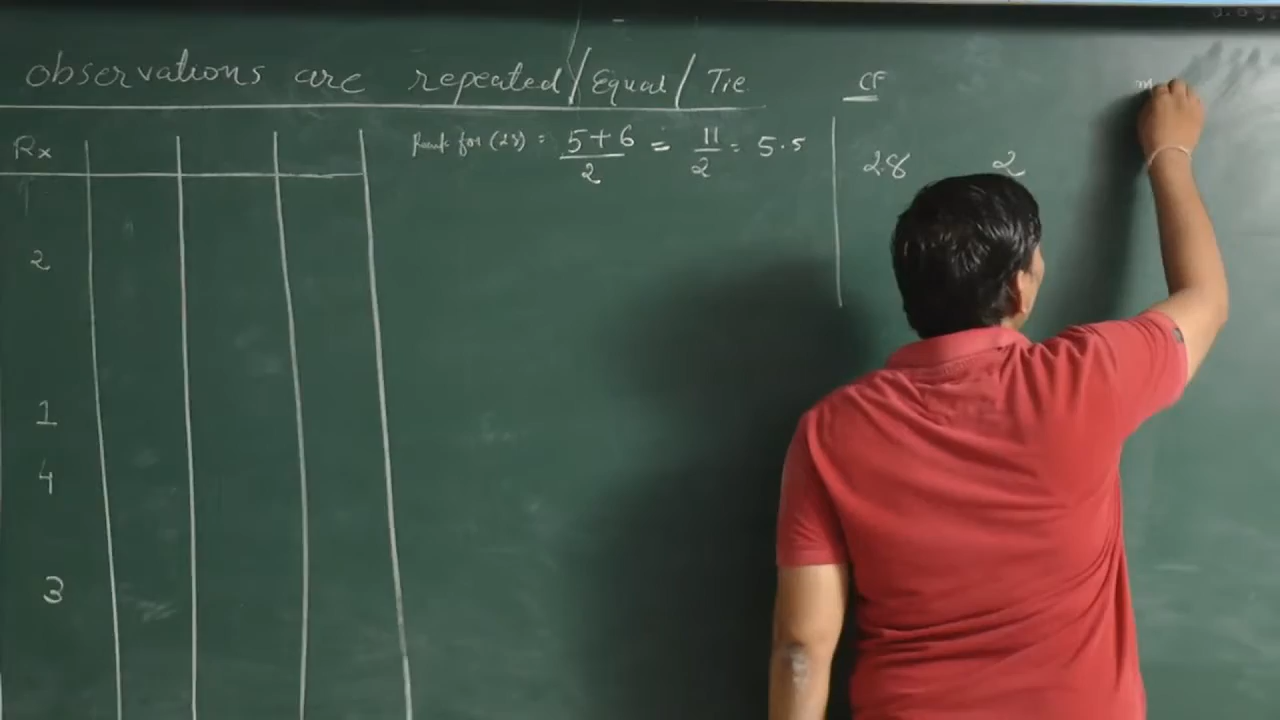 observations are repeated/Equal/Tie
CF
Rx
Rank for (28) = 5+6/2 = 11/2 = 5.5
28 2
2
1
4
3